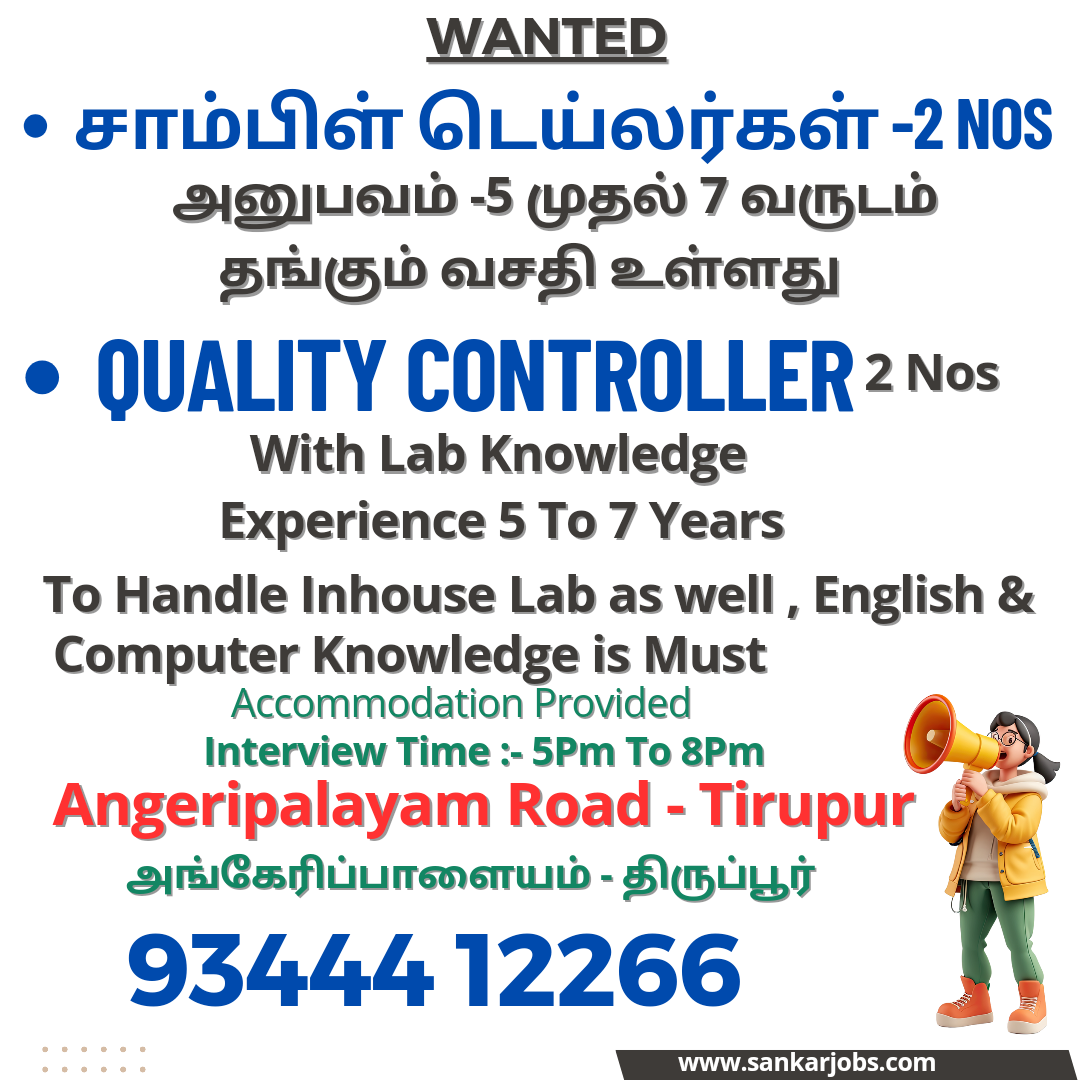 WANTED
• சாம்பிள் டெய்லர்கள் -2 NOS
அனுபவம் -5 முதல் 7 வருடம்
தங்கும் வசதி உள்ளது
• QUALITY CONTROLLER 2 Nos
With Lab Knowledge
Experience 5 To 7 Years
To Handle Inhouse Lab as well , English &
Computer Knowledge is Must
Accommodation Provided
Interview Time :- 5Pm To 8Pm
Angeripalayam Road - Tirupur
அங்கேரிப்பாளையம் - திருப்பூர்
93444 12266
www.sankarjobs.com